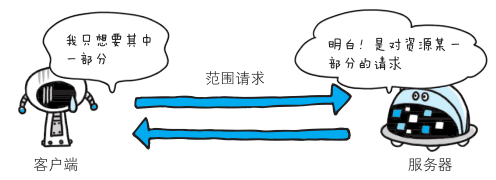 我只想要其中
一部分
明白！是对资源某一
部分的请求
范围请求
客户端
服务器